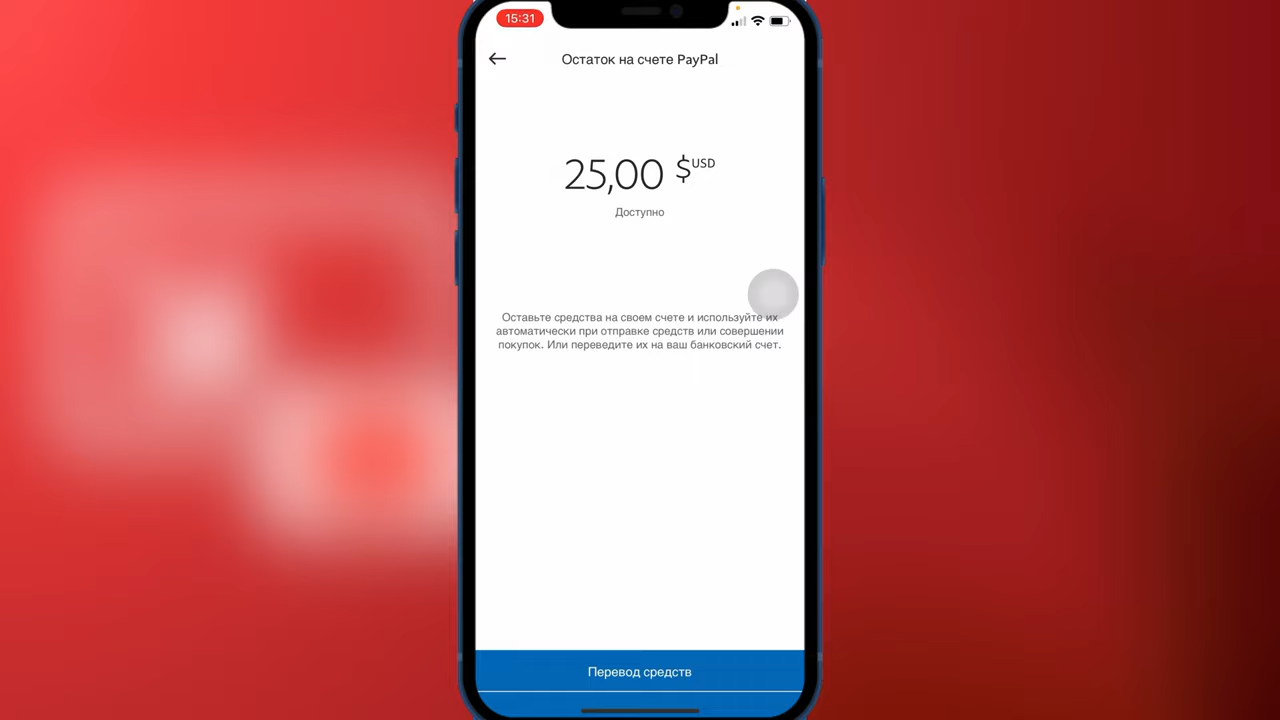 15:31
Остаток на счете PayPal
25,00 $ USD
Доступно
Оставьте средства на своем счете и используйте их
автоматически при отправке средств или совершении
покупок. Или переведите их на ваш банковский счет.
Перевод средств